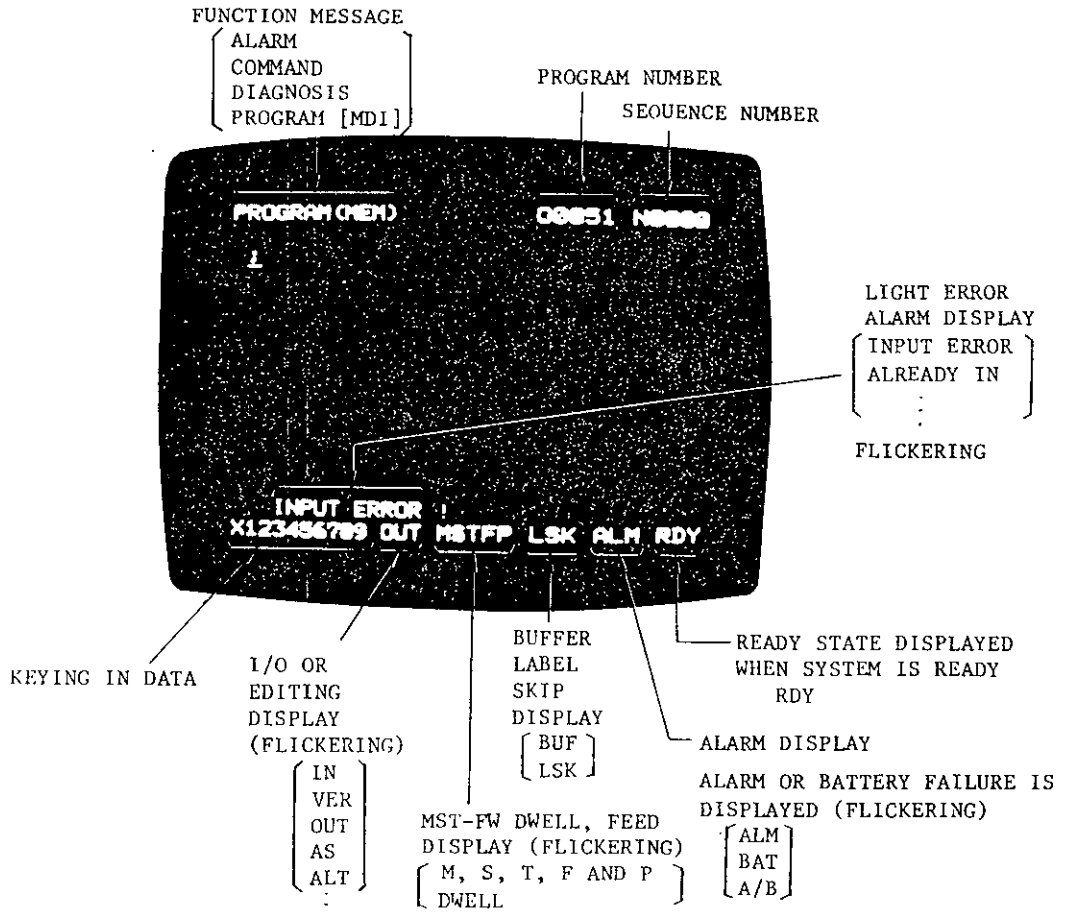 FUNCTION MESSAGE
ALARM
COMMAND
DIAGNOSIS
PROGRAM [MDI]
PROGRAM NUMBER
SEOUENCE NUMBER
PROGRAM(MEM)
O0051 N0000
INPUT ERROR !
X123456789 OUT MSTFP LSK ALM RDY
LIGHT ERROR
ALARM DISPLAY
INPUT ERROR
ALREADY IN
:
FLICKERING
KEYING IN DATA
I/O OR
EDITING
DISPLAY
(FLICKERING)
IN
VER
OUT
AS
ALT
:
MST-FW DWELL, FEED
DISPLAY (FLICKERING)
M, S, T, F AND P
DWELL
BUFFER
LABEL
SKIP
DISPLAY
BUF
LSK
READY STATE DISPLAYED
WHEN SYSTEM IS READY
RDY
ALARM DISPLAY
ALARM OR BATTERY FAILURE IS
DISPLAYED (FLICKERING)
ALM
BAT
A/B